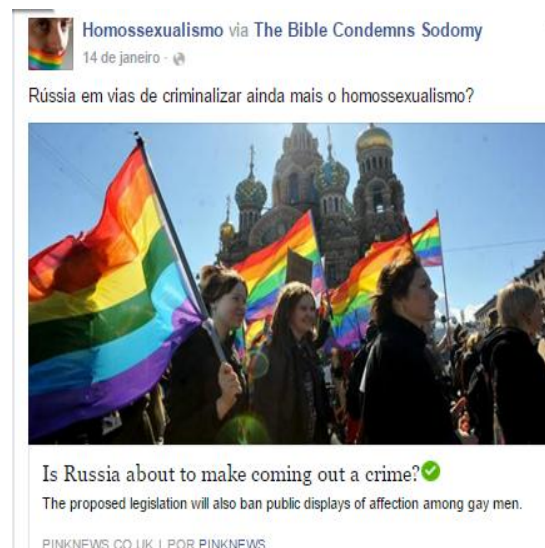 Homossexualismo via The Bible Condemns Sodomy
14 de janeiro ·
Rússia em vias de criminalizar ainda mais o homossexualismo?
Is Russia about to make coming out a crime?
The proposed legislation will also ban public displays of affection among gay men.
PINKNEWS.CO.UK | POR PINKNEWS